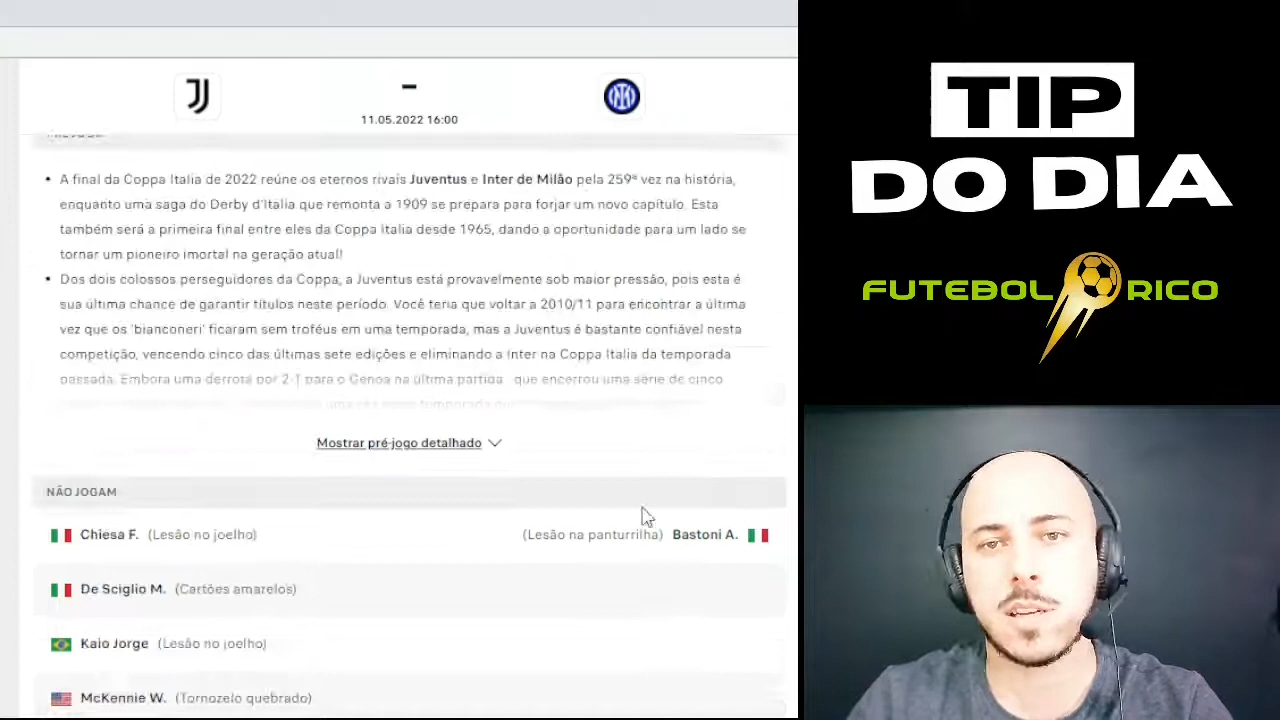 11.05.2022 16:00
A final da Coppa Italia de 2022 reúne os eternos rivais Juventus e Inter de Milão pela 259ª vez na história,
enquanto uma saga do Derby d'Italia que remonta a 1909 se prepara para forjar um novo capítulo. Esta
também será a primeira final entre eles da Coppa Italia desde 1965, dando a oportunidade para um lado se
tornar um pioneiro imortal na geração atual!
Dos dois colossos perseguidores da Coppa, a Juventus está provavelmente sob maior pressão, pois esta é
sua última chance de garantir títulos neste período. Você teria que voltar a 2010/11 para encontrar a última
vez que os 'bianconeri' ficaram sem troféus em uma temporada, mas a Juventus é bastante confiável nesta
competição, vencendo cinco das últimas sete edições e eliminando a Inter na Coppa Italia da temporada
passada. Embora uma derrota por 2-1 para o Genoa na última partida que encerrou uma série de cinco
Mostrar pré-jogo detalhado
NÃO JOGAM
Chiesa F. (Lesão no joelho)
(Lesão na panturrilha) Bastoni A.
De Sciglio M. (Cartões amarelos)
Kaio Jorge (Lesão no joelho)
McKennie W. (Tornozelo quebrado)
TIP
DO DIA
FUTEBOL RICO